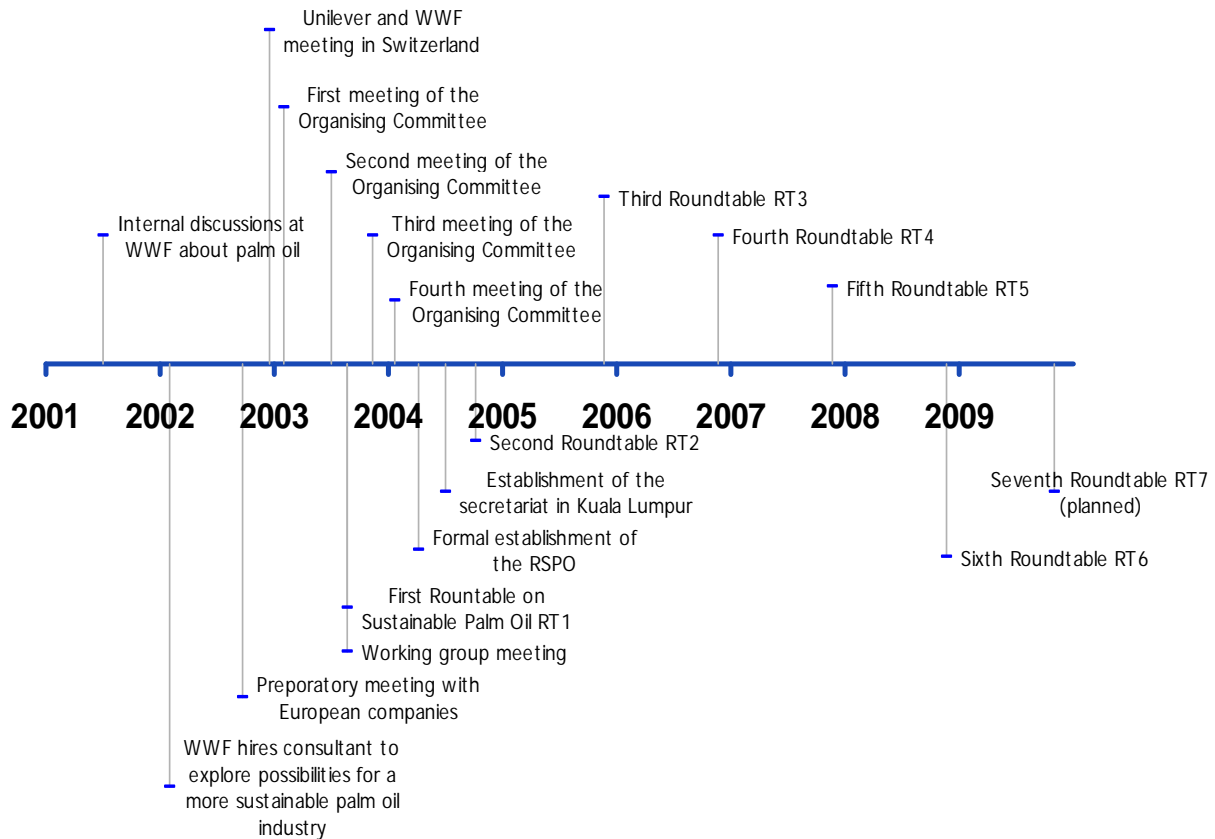 Unilever and WWF
meeting in Switzerland
First meeting of the
Organising Committee
Second meeting of the
Organising Committee
Third Roundtable RT3
Internal discussions at
WWF about palm oil
Third meeting of the
Organising Committee
Fourth Roundtable RT4
Fourth meeting of the
Organising Committee
Fifth Roundtable RT5
2001 2002 2003 2004 2005 2006 2007 2008 2009
Second Roundtable RT2
Establishment of the
secretariat in Kuala Lumpur
Seventh Roundtable RT7
(planned)
Formal establishment of
the RSPO
Sixth Roundtable RT6
First Rountable on
Sustainable Palm Oil RT1
Working group meeting
Preporatory meeting with
European companies
WWF hires consultant to
explore possibilities for a
more sustainable palm oil
industry